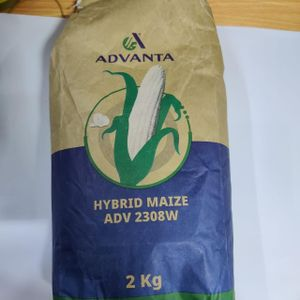 ADVANTA
HYBRID MAIZE
ADV 2308W
2 Kg